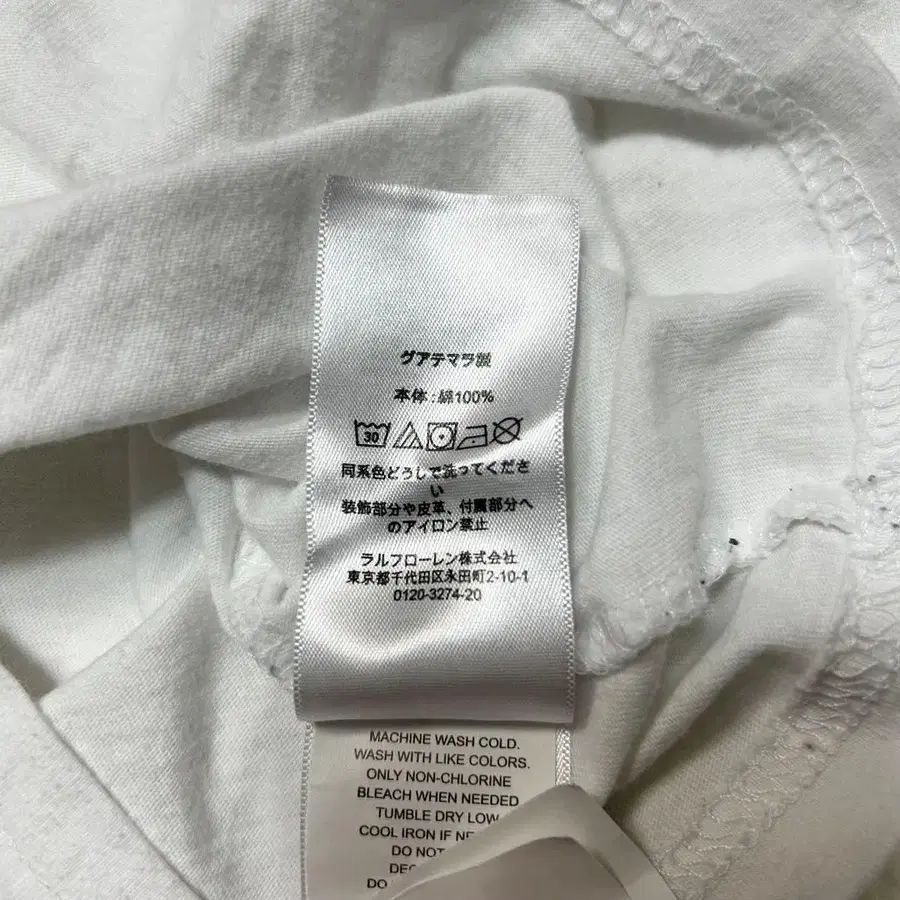 グアテマラ製
本体:綿100%
30
同系色どうしで洗ってくださ
い
装飾部分や皮革、付属部分へ
のアイロン禁止
ラルフローレン株式会社
東京都千代田区永田町2-10-1
0120-3274-20
MACHINE WASH COLD.
WASH WITH LIKE COLORS.
ONLY NON-CHLORINE
BLEACH WHEN NEEDED
TUMBLE DRY LOW
COOL IRON IF
DO NOT
DO